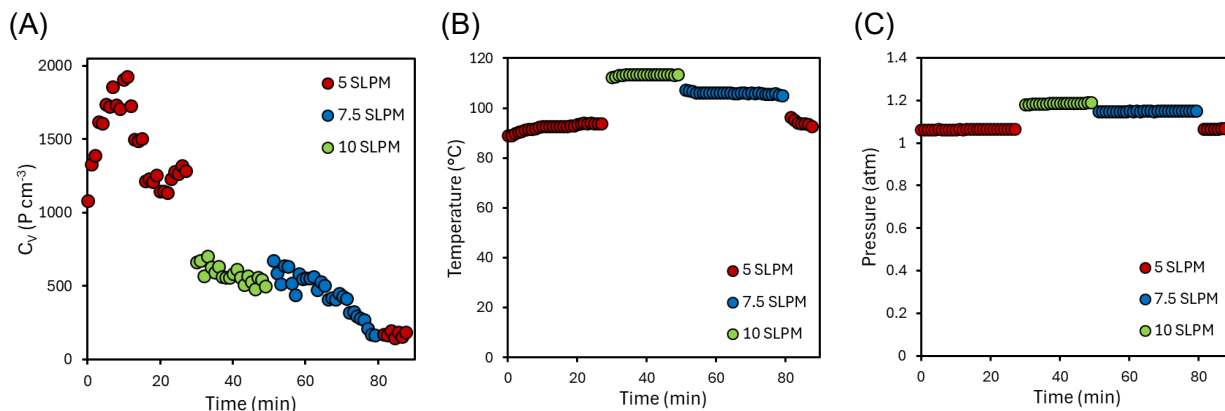 (A)
2000
1500
1000
500
0
0 20 40 60 80
C_V (P cm⁻³)
Time (min)
5 SLPM
7.5 SLPM
10 SLPM
(B)
120
100
80
60
40
20
0
0 20 40 60 80
Temperature (°C)
Time (min)
5 SLPM
7.5 SLPM
10 SLPM
(C)
1.4
1.2
1
0.8
0.6
0.4
0.2
0
0 20 40 60 80
Pressure (atm)
Time (min)
5 SLPM
7.5 SLPM
10 SLPM